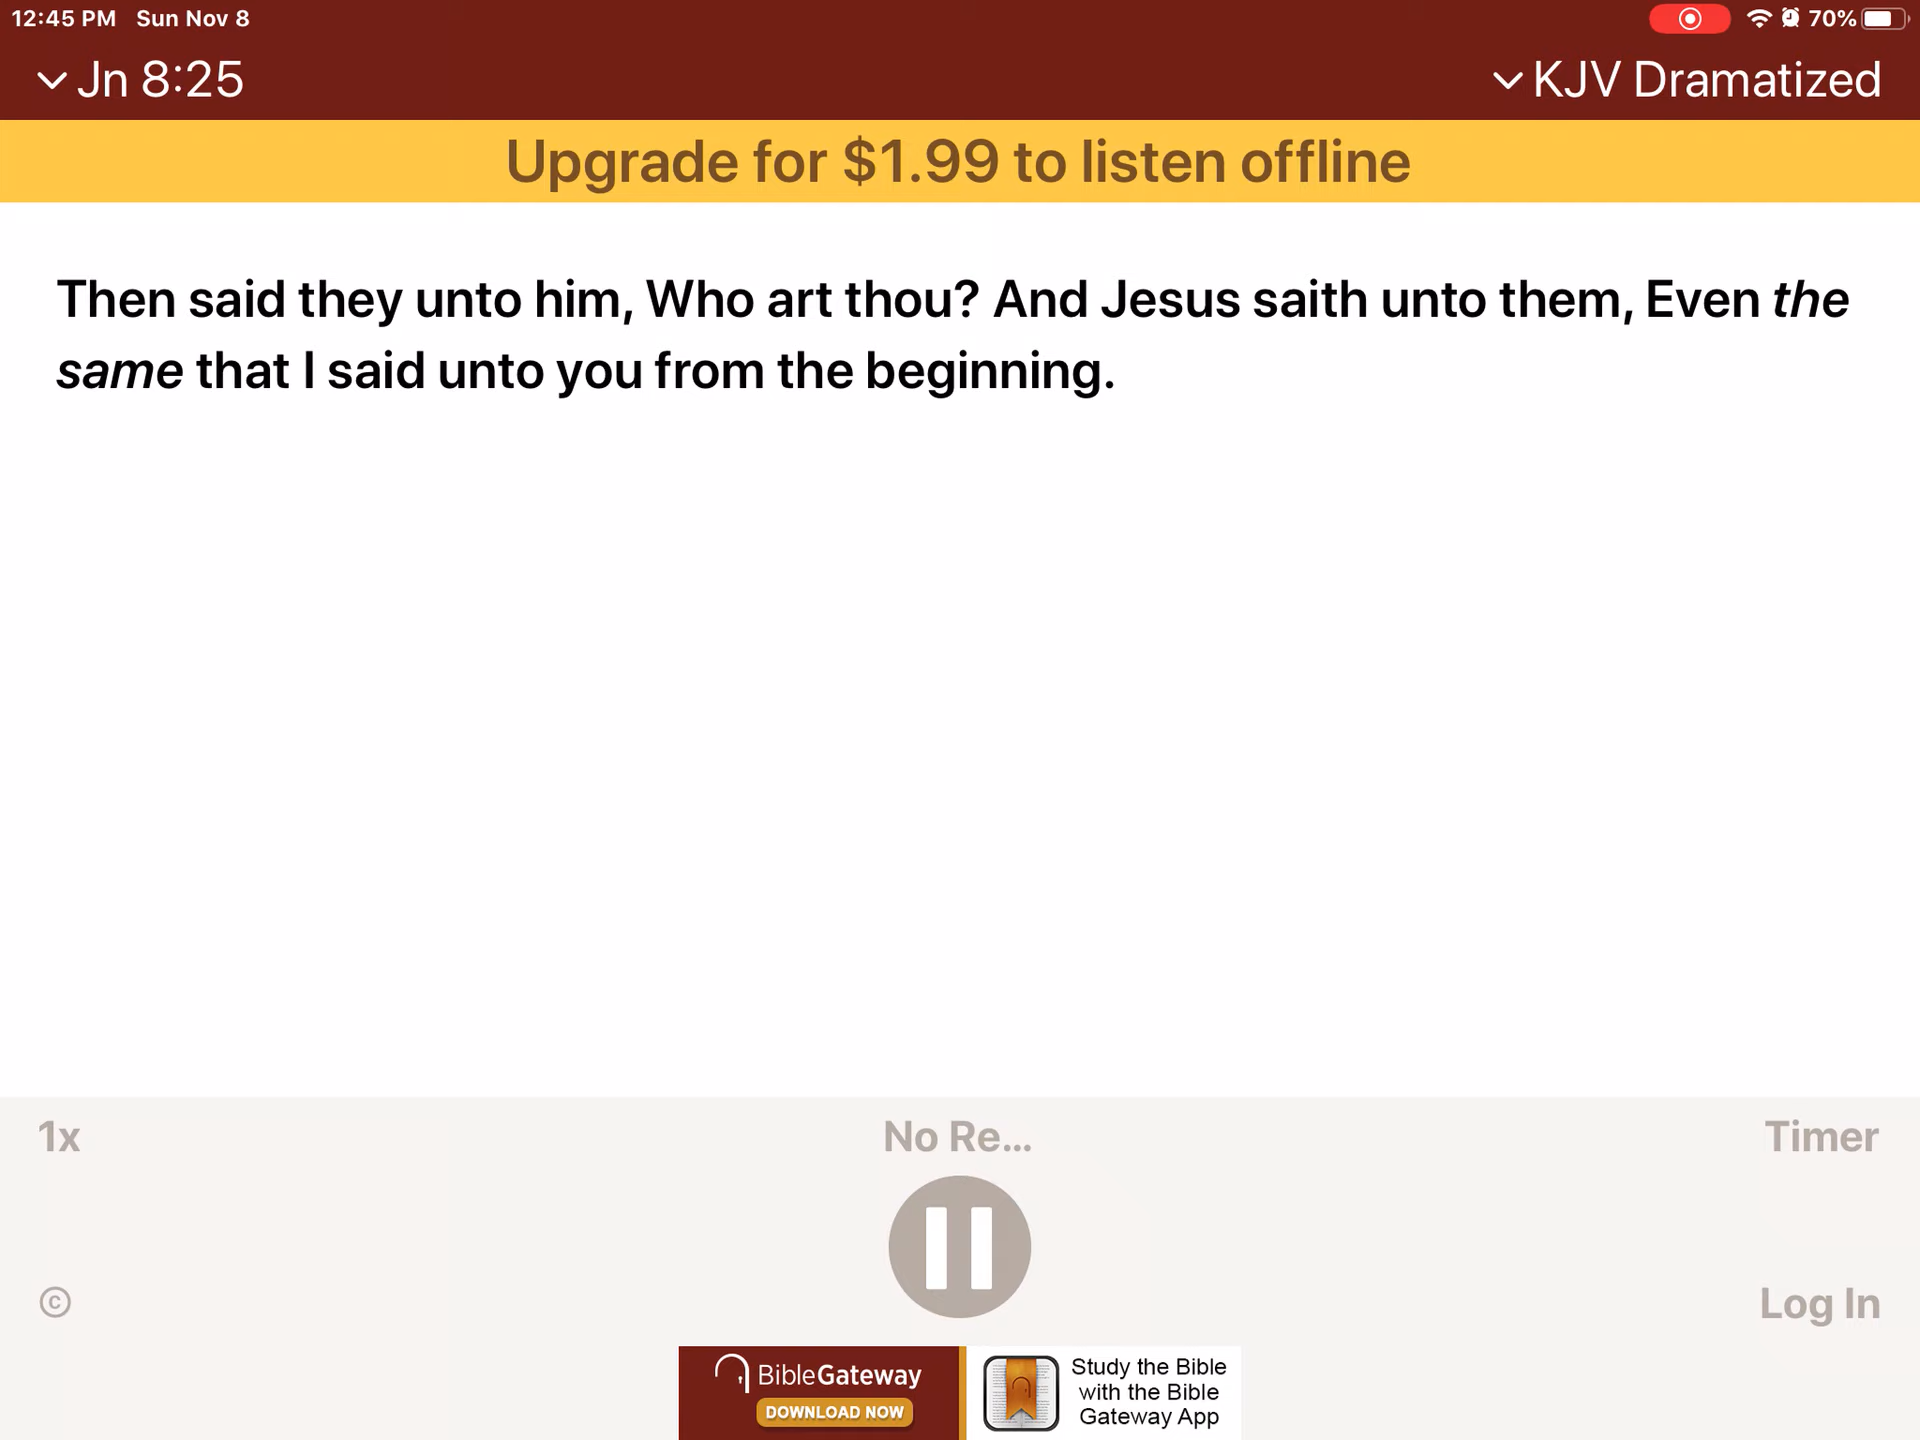 12:45 PM Sun Nov 8
70%
Jn 8:25
KJV Dramatized
Upgrade for $1.99 to listen offline
Then said they unto him, Who art thou? And Jesus saith unto them, Even the
same that I said unto you from the beginning.
1x
No Re...
Timer
©
Log In
BibleGateway
DOWNLOAD NOW
Study the Bible
with the Bible
Gateway App